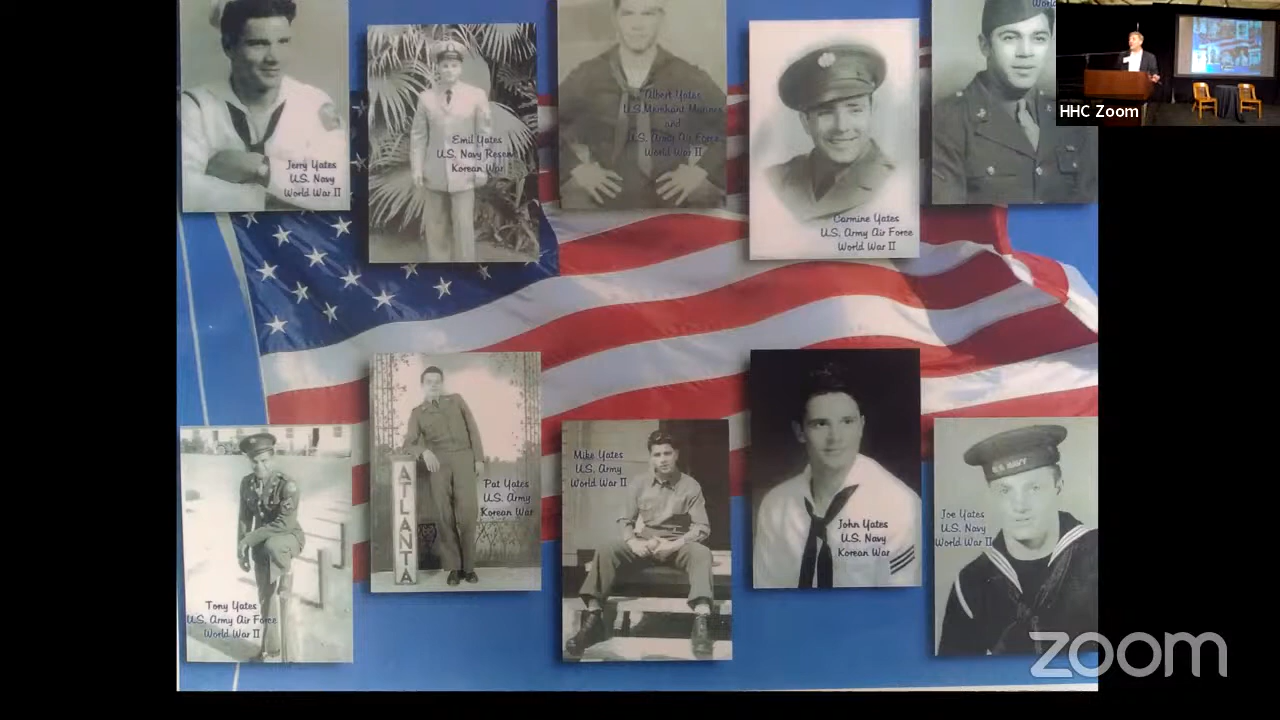 World
HHC Zoom
Jerry Yates
U.S. Navy
World War II
Emil Yates
U.S. Navy Reserve
Korean War
Albert Yates
U.S. Merchant Marines
and
U.S. Army Air Force
World War II
Carmine Yates
U.S. Army Air Force
World War II
Tony Yates
U.S. Army Air Force
World War II
ATLANTA
Pat Yates
U.S. Army
Korean War
Mike Yates
U.S. Army
World War II
John Yates
U.S. Navy
Korean War
U.S. NAVY
Joe Yates
U.S. Navy
World War II
zoom